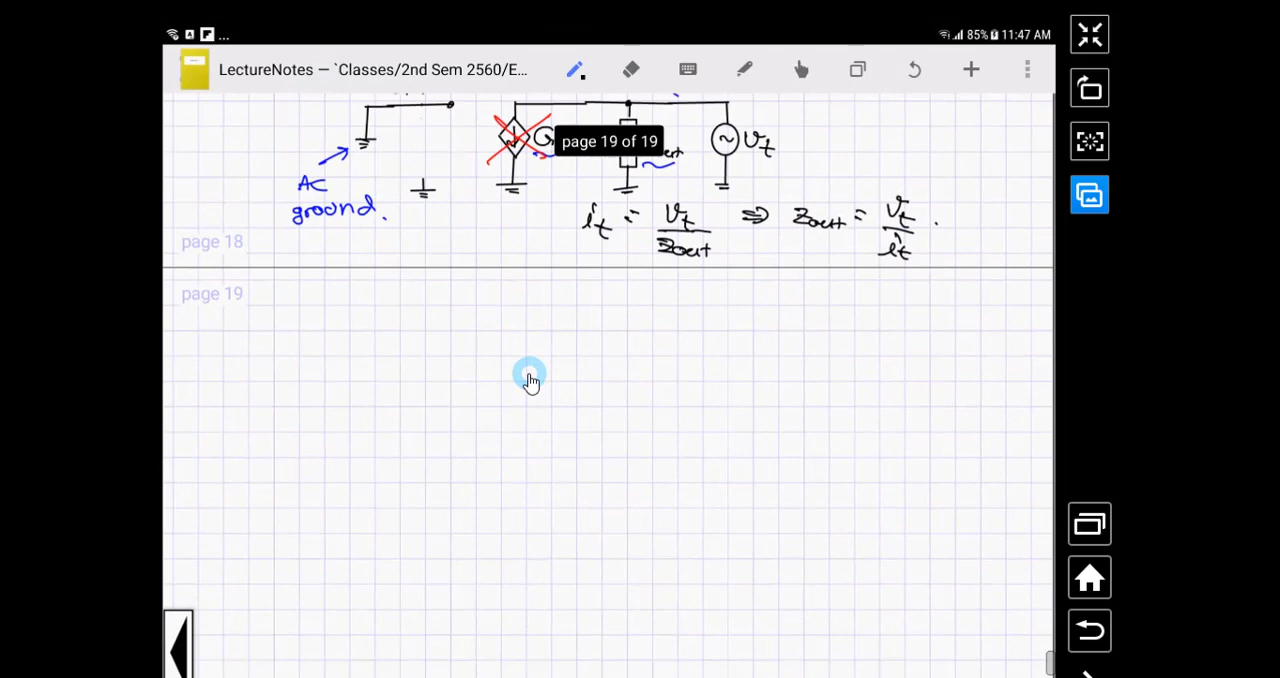 ...
85% 11:47 AM
LectureNotes — `Classes/2nd Sem 2560/E...
G
page 19 of 19
Vt
AC
ground.
it = Vt / Zout ⇒ Zout = Vt / it .
page 18
page 19